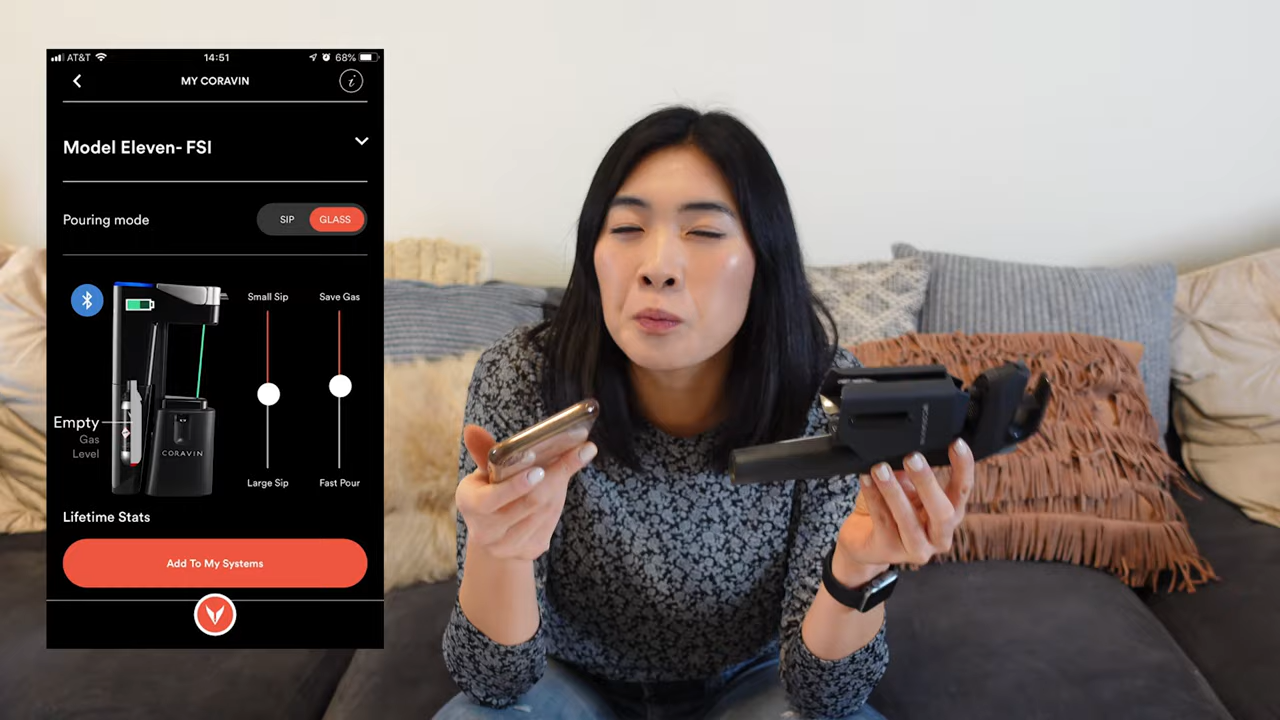 AT&T 14:51 68%
MY CORAVIN
Model Eleven- FSI
Pouring mode SIP GLASS
Small Sip Save Gas
Empty
Gas
Level
CORAVIN
Large Sip Fast Pour
Lifetime Stats
Add To My Systems
CORAVIN